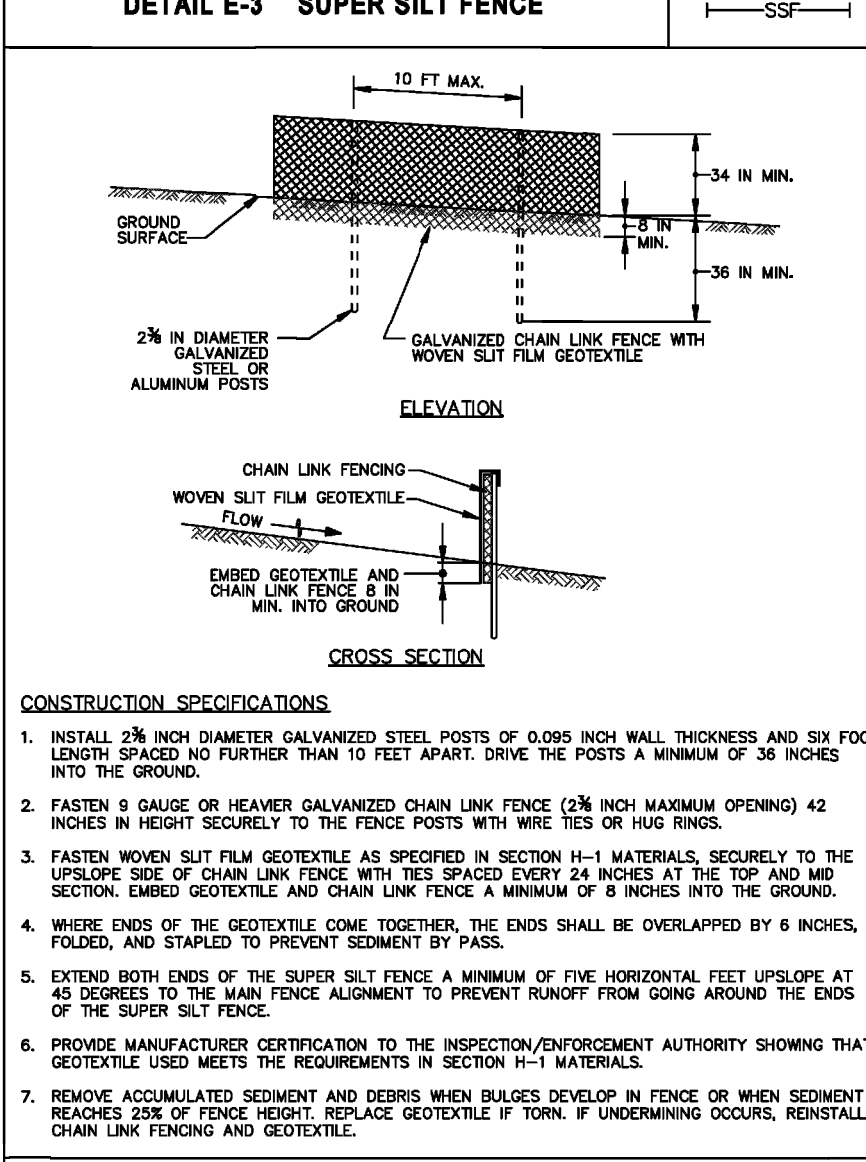 DETAIL E-3 SUPER SILT FENCE
SSF
10 FT MAX.
34 IN MIN.
GROUND
SURFACE
8 IN
MIN.
36 IN MIN.
2⅜ IN DIAMETER
GALVANIZED
STEEL OR
ALUMINUM POSTS
GALVANIZED CHAIN LINK FENCE WITH
WOVEN SLIT FILM GEOTEXTILE
ELEVATION
CHAIN LINK FENCING
WOVEN SLIT FILM GEOTEXTILE
FLOW
EMBED GEOTEXTILE AND
CHAIN LINK FENCE 8 IN
MIN. INTO GROUND
CROSS SECTION
CONSTRUCTION SPECIFICATIONS
1. INSTALL 2⅜ INCH DIAMETER GALVANIZED STEEL POSTS OF 0.095 INCH WALL THICKNESS AND SIX FOO
LENGTH SPACED NO FURTHER THAN 10 FEET APART. DRIVE THE POSTS A MINIMUM OF 36 INCHES
INTO THE GROUND.
2. FASTEN 9 GAUGE OR HEAVIER GALVANIZED CHAIN LINK FENCE (2⅜ INCH MAXIMUM OPENING) 42
INCHES IN HEIGHT SECURELY TO THE FENCE POSTS WITH WIRE TIES OR HUG RINGS.
3. FASTEN WOVEN SLIT FILM GEOTEXTILE AS SPECIFIED IN SECTION H-1 MATERIALS, SECURELY TO THE
UPSLOPE SIDE OF CHAIN LINK FENCE WITH TIES SPACED EVERY 24 INCHES AT THE TOP AND MID
SECTION. EMBED GEOTEXTILE AND CHAIN LINK FENCE A MINIMUM OF 8 INCHES INTO THE GROUND.
4. WHERE ENDS OF THE GEOTEXTILE COME TOGETHER, THE ENDS SHALL BE OVERLAPPED BY 6 INCHES,
FOLDED, AND STAPLED TO PREVENT SEDIMENT BY PASS.
5. EXTEND BOTH ENDS OF THE SUPER SILT FENCE A MINIMUM OF FIVE HORIZONTAL FEET UPSLOPE AT
45 DEGREES TO THE MAIN FENCE ALIGNMENT TO PREVENT RUNOFF FROM GOING AROUND THE ENDS
OF THE SUPER SILT FENCE.
6. PROVIDE MANUFACTURER CERTIFICATION TO THE INSPECTION/ENFORCEMENT AUTHORITY SHOWING THAT
GEOTEXTILE USED MEETS THE REQUIREMENTS IN SECTION H-1 MATERIALS.
7. REMOVE ACCUMULATED SEDIMENT AND DEBRIS WHEN BULGES DEVELOP IN FENCE OR WHEN SEDIMENT
REACHES 25% OF FENCE HEIGHT. REPLACE GEOTEXTILE IF TORN. IF UNDERMINING OCCURS, REINSTALL
CHAIN LINK FENCING AND GEOTEXTILE.